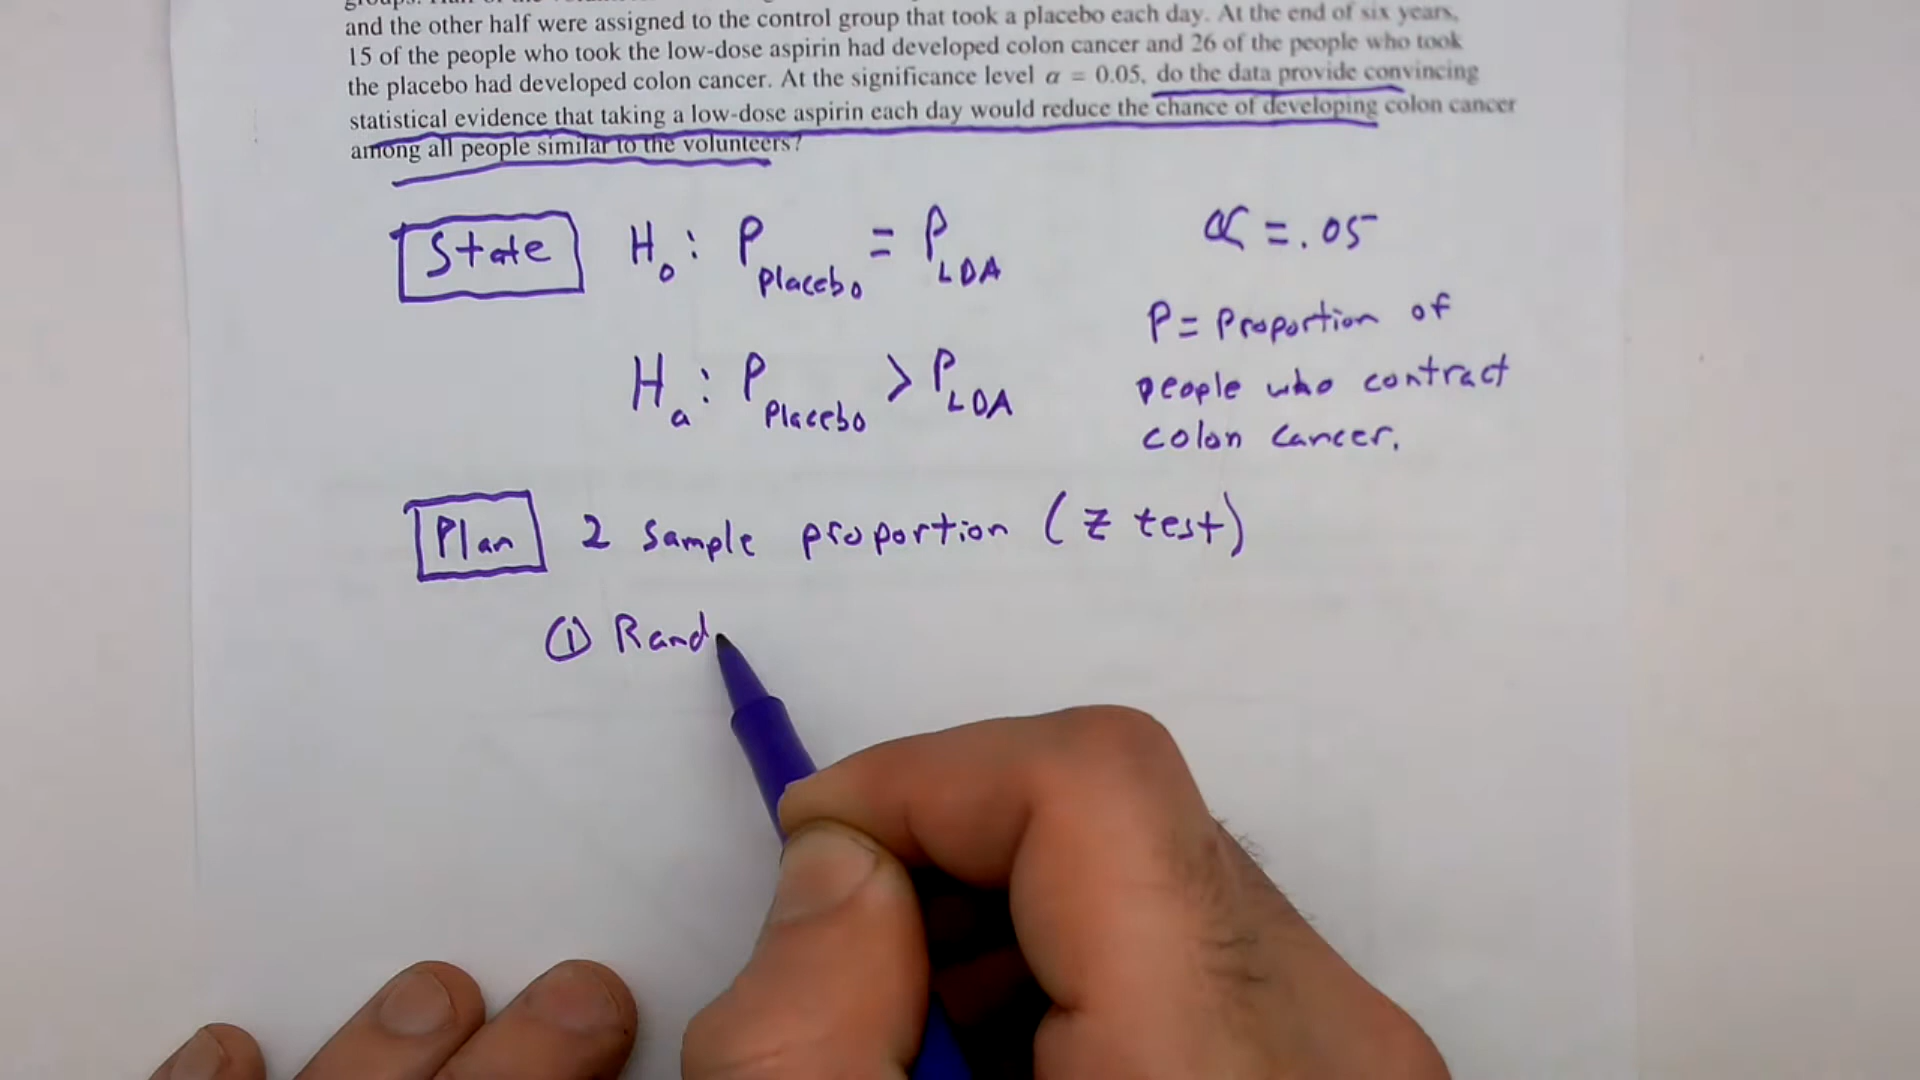 and the other half were assigned to the control group that took a placebo each day. At the end of six years,
15 of the people who took the low-dose aspirin had developed colon cancer and 26 of the people who took
the placebo had developed colon cancer. At the significance level α = 0.05, do the data provide convincing
statistical evidence that taking a low-dose aspirin each day would reduce the chance of developing colon cancer
among all people similar to the volunteers?
State H₀: P placebo = P LDA α = .05
P = Proportion of
Hₐ: P Placebo > P LDA people who contract
colon cancer.
Plan 2 sample proportion (z test)
① Rand